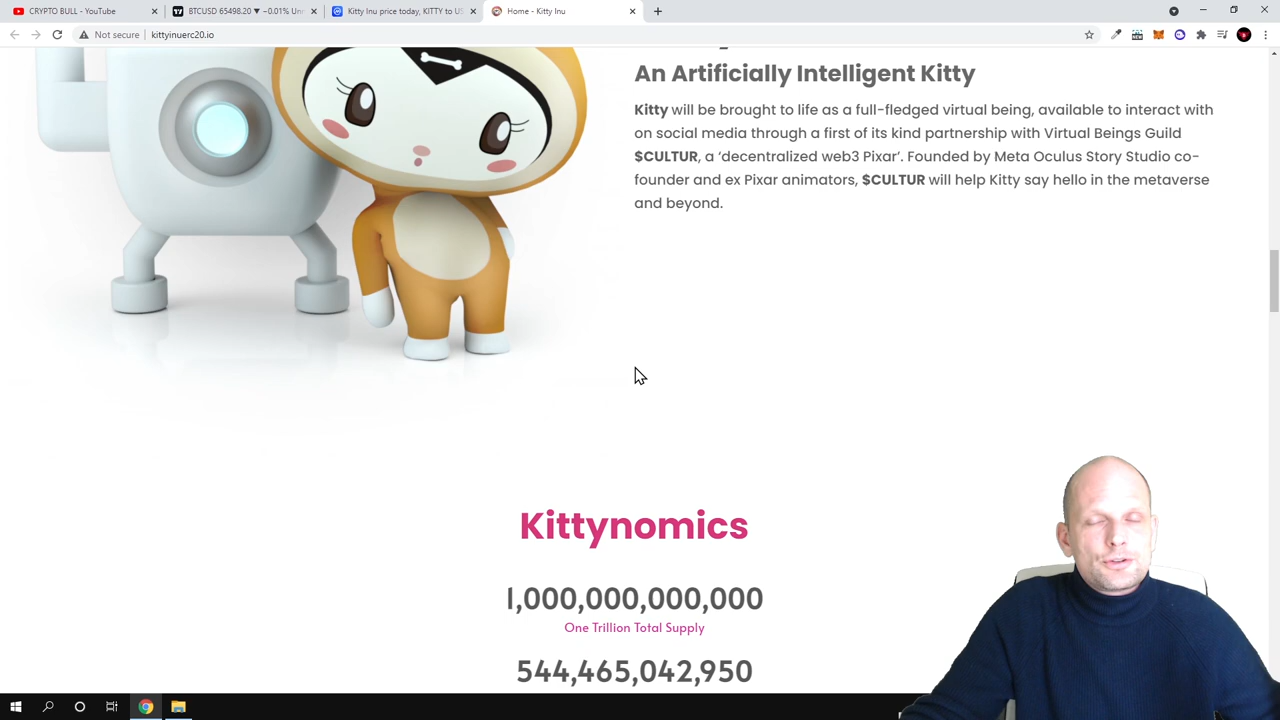 CRYPTO BULL - YouTube
BTCUSD 65498.20 ▼ −0.01% Un
Kitty Inu price today, KITTY to US
Home - Kitty Inu
Not secure | kittyinuerc20.io
An Artificially Intelligent Kitty
Kitty will be brought to life as a full-fledged virtual being, available to interact with
on social media through a first of its kind partnership with Virtual Beings Guild
$CULTUR, a ‘decentralized web3 Pixar’. Founded by Meta Oculus Story Studio co-
founder and ex Pixar animators, $CULTUR will help Kitty say hello in the metaverse
and beyond.
Kittynomics
1,000,000,000,000
One Trillion Total Supply
544,465,042,950